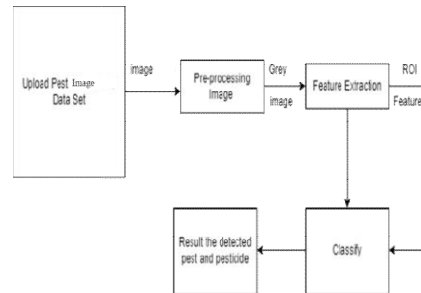 Upload Pest Image
Data Set
image
Pre-processing
Image
Grey
image
Feature Extraction
ROI
Feature
Result the detected
pest and pesticide
Classify